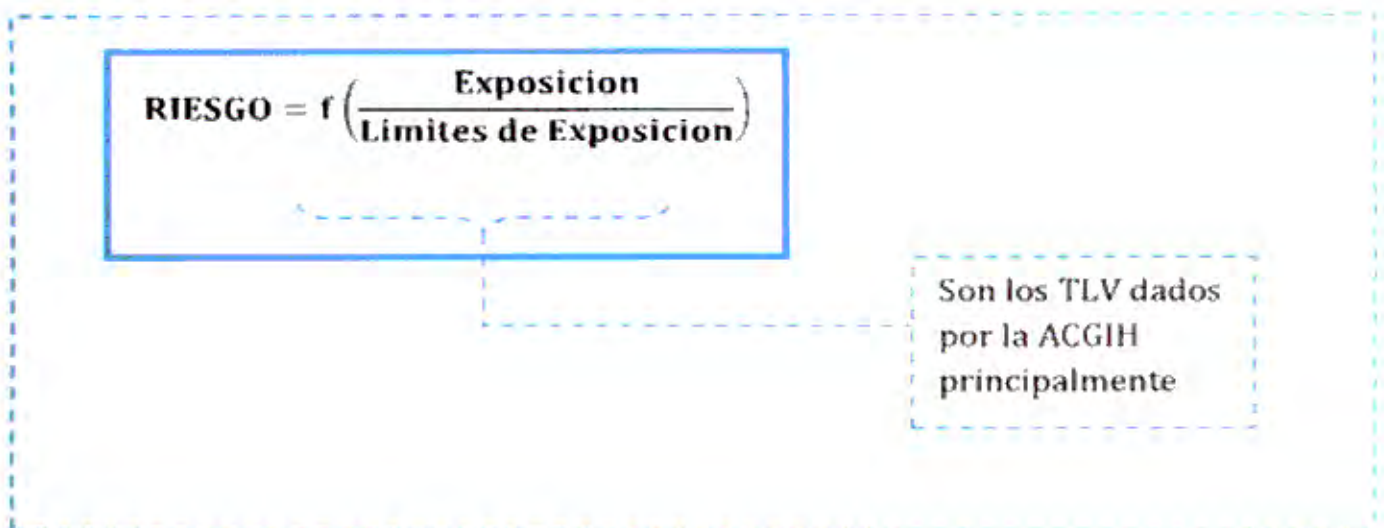 RIESGO = f (Exposicion / Limites de Exposicion)
Son los TLV dados
por la ACGIH
principalmente